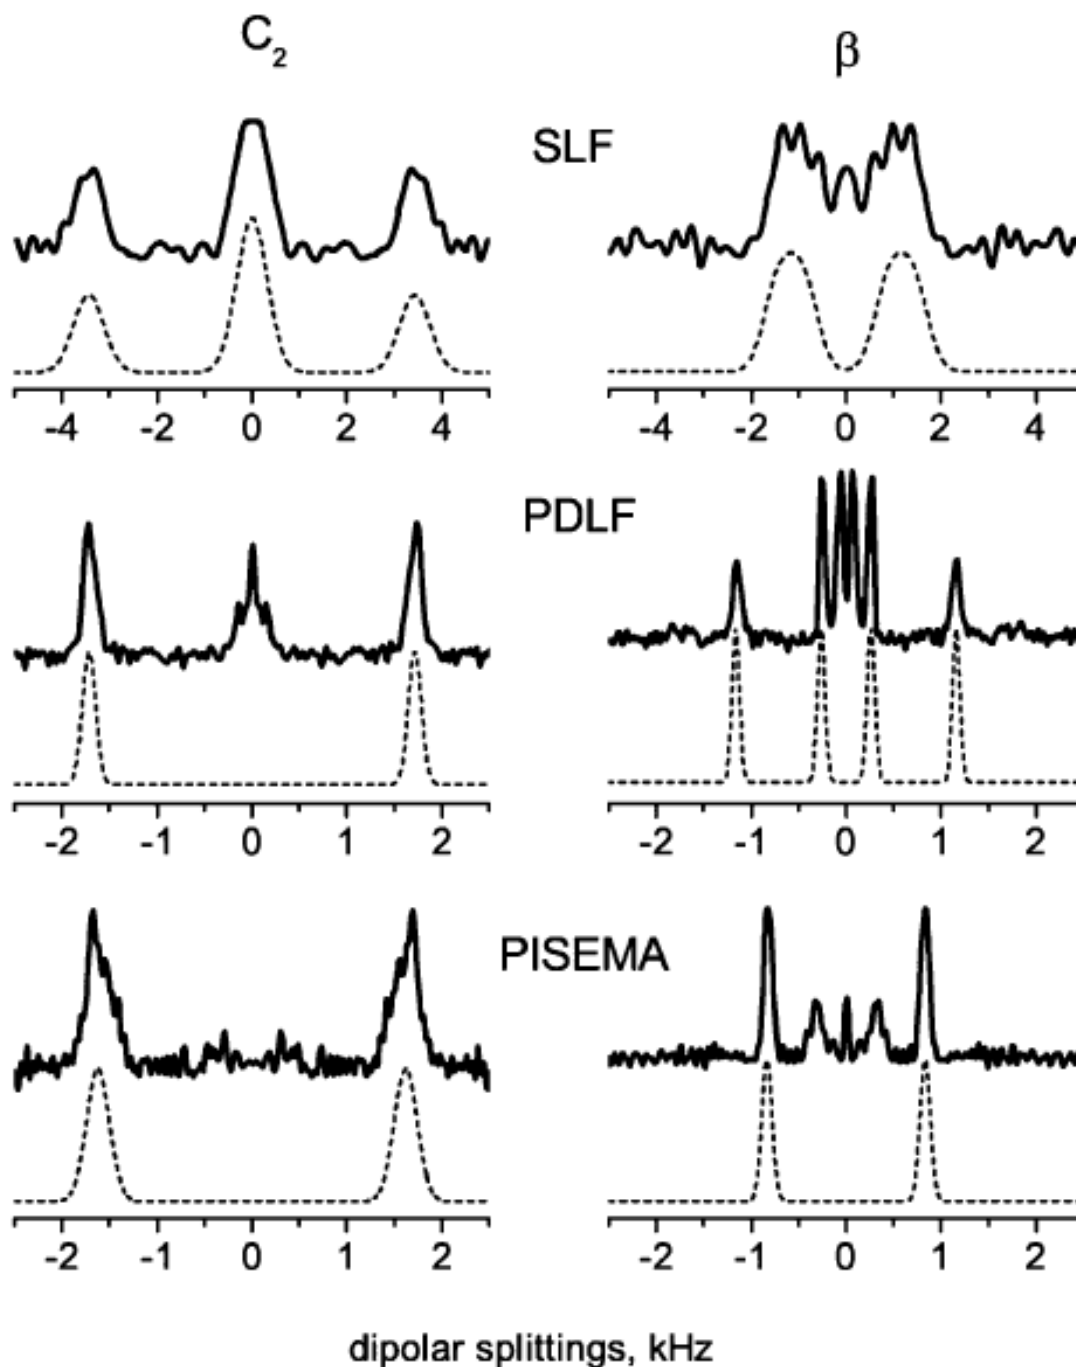 C₂ β
SLF
-4 -2 0 2 4 -4 -2 0 2 4
PDLF
-2 -1 0 1 2 -2 -1 0 1 2
PISEMA
-2 -1 0 1 2 -2 -1 0 1 2
dipolar splittings, kHz